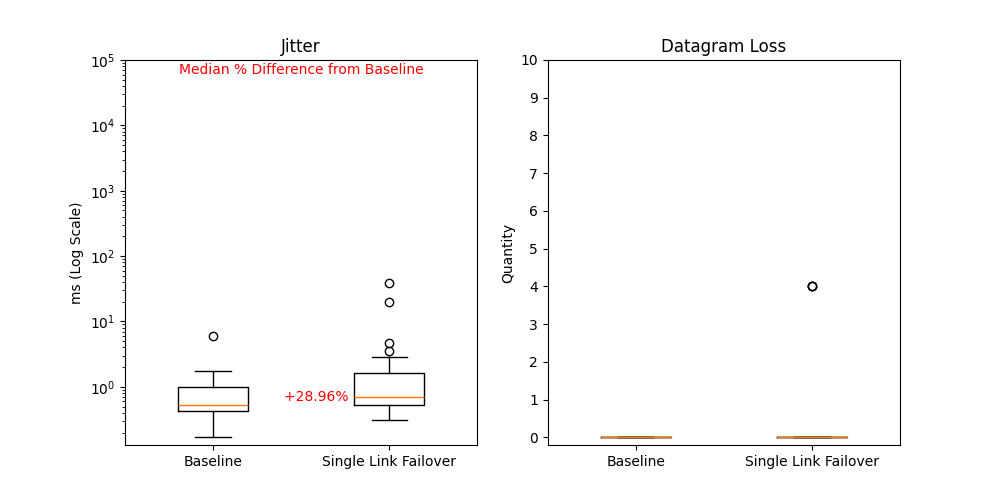 Jitter
Median % Difference from Baseline
10^5
10^4
10^3
10^2
10^1
10^0
ms (Log Scale)
+28.96%
Baseline
Single Link Failover
Datagram Loss
10
9
8
7
6
5
4
3
2
1
0
Quantity
Baseline
Single Link Failover